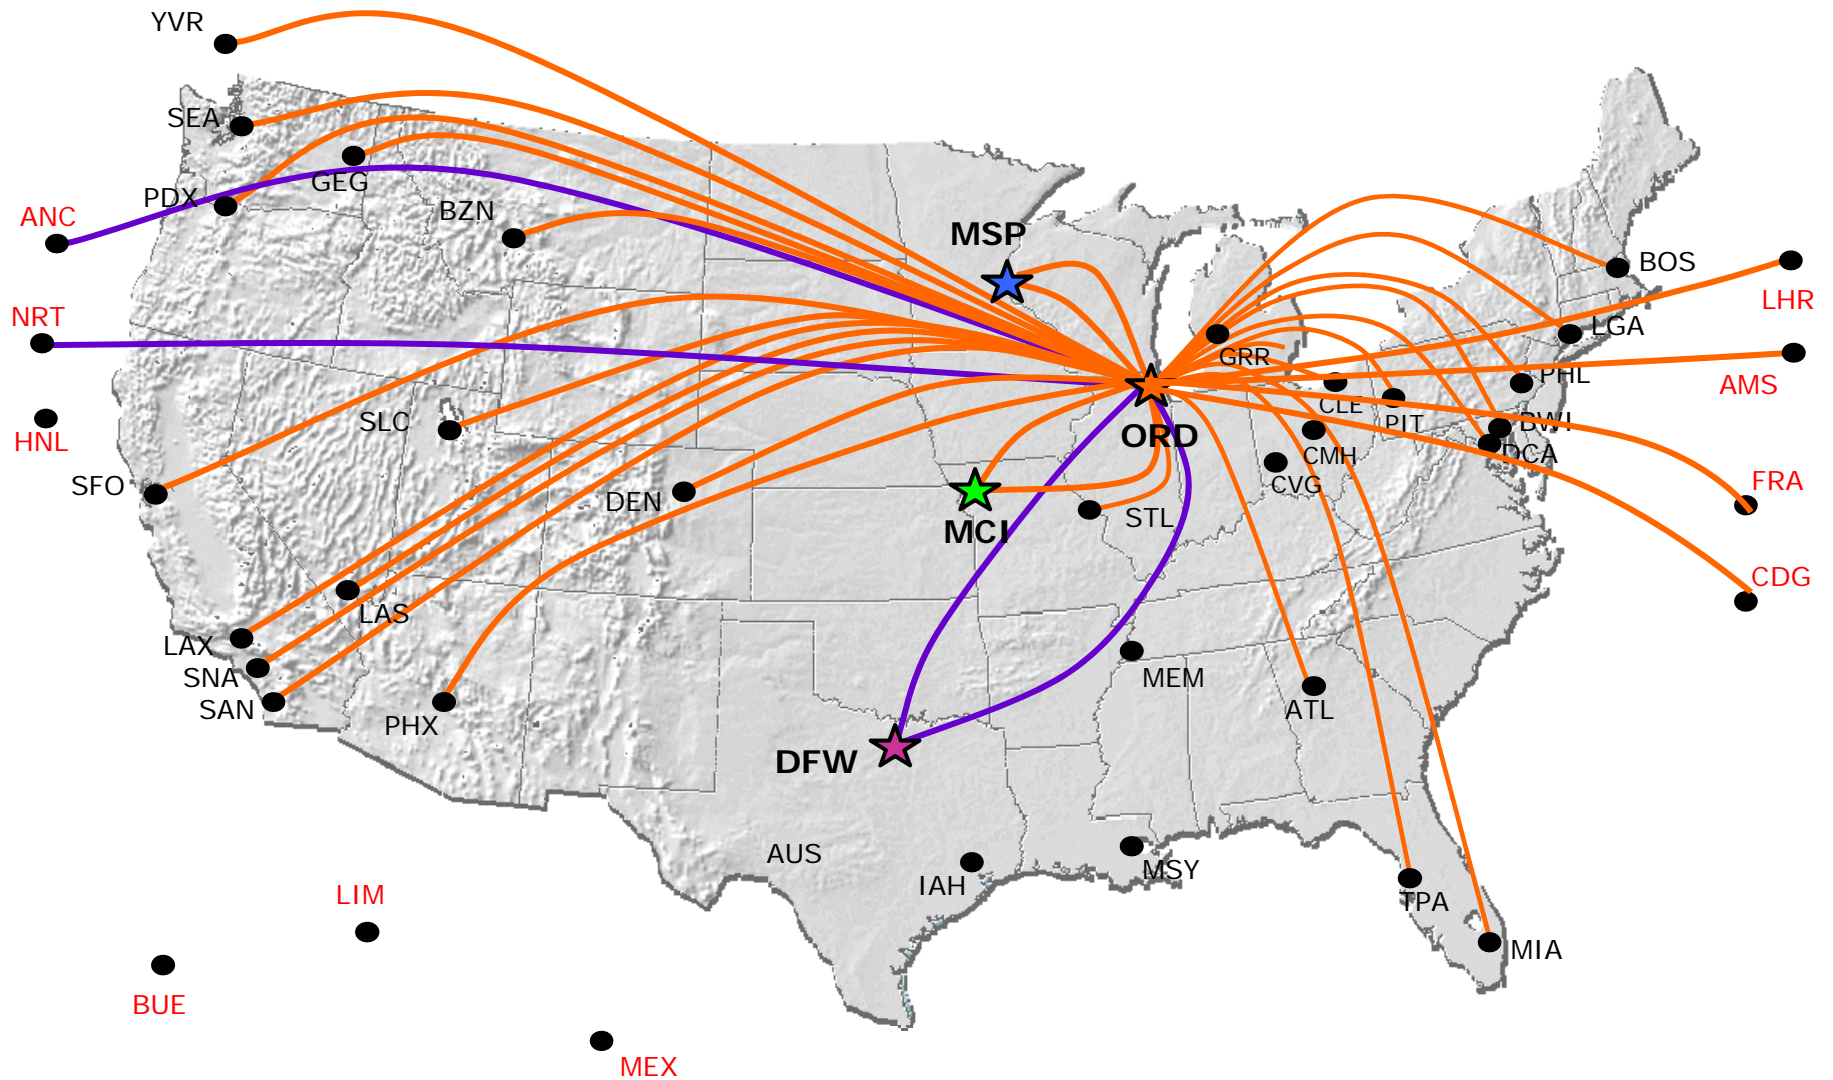 YVR
SEA
GEG
PDX
BZN
ANC
MSP
BOS
LHR
NRT
LGA
GRR
PHL
AMS
HNL
SLC
CLE
PIT
BWI
ORD
CMH
DCA
SFO
DEN
CVG
FRA
STL
MCI
CDG
LAS
LAX
SNA
MEM
SAN
PHX
ATL
DFW
AUS
MSY
IAH
LIM
TPA
MIA
BUE
MEX